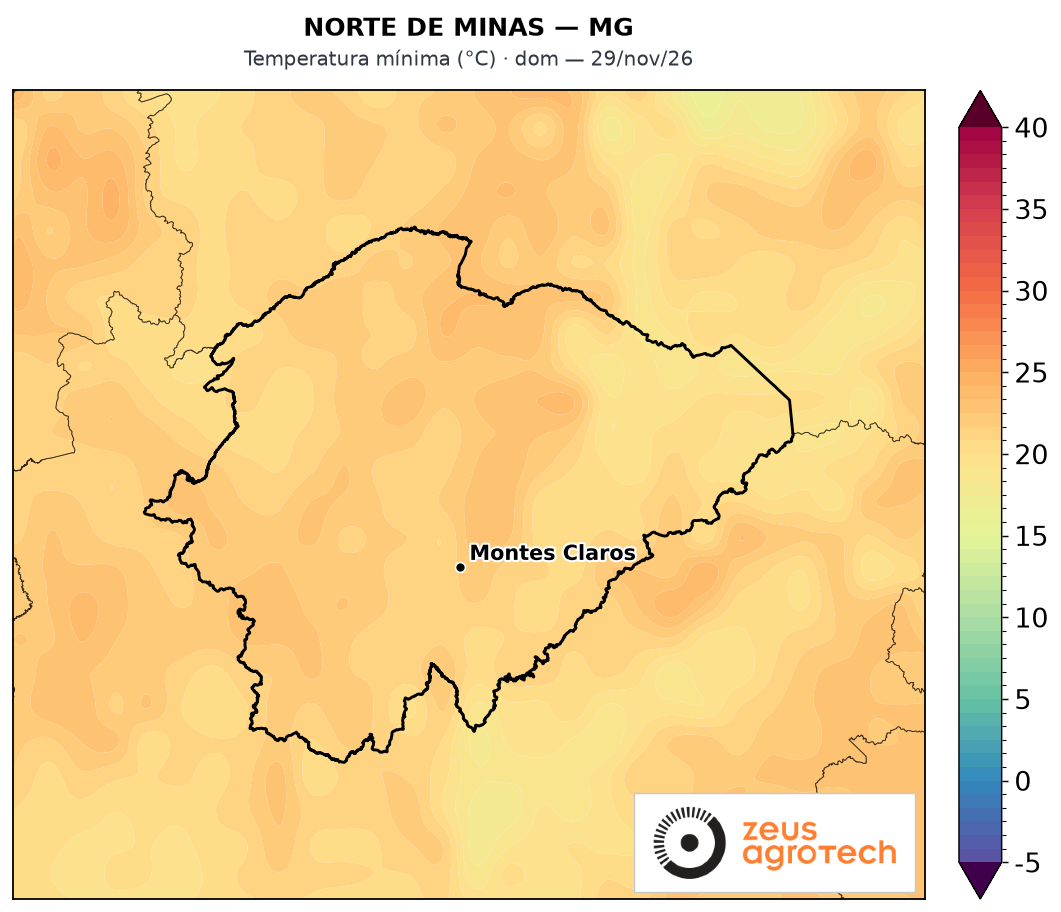 NORTE DE MINAS — MG
Temperatura mínima (°C) · dom — 29/nov/26
40
35
30
25
20
15
10
5
0
-5
Montes Claros
zeus
agrotech